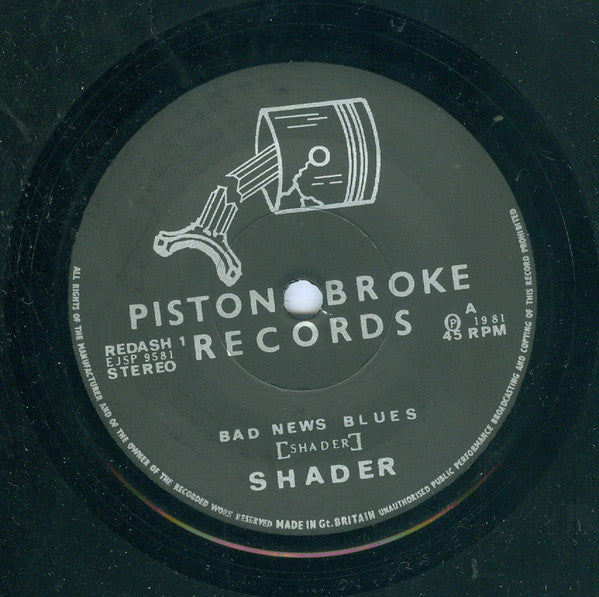 PISTON BROKE
RECORDS
REDASH 1
EJSP 9581
STEREO
A
Ⓟ 1981
45 RPM
BAD NEWS BLUES
[SHADER]
SHADER
ALL RIGHTS OF THE MANUFACTURER AND OF THE OWNER OF THE RECORDED WORK RESERVED MADE IN Gt. BRITAIN UNAUTHORISED PUBLIC PERFORMANCE BROADCASTING AND COPYING OF THIS RECORD PROHIBITED